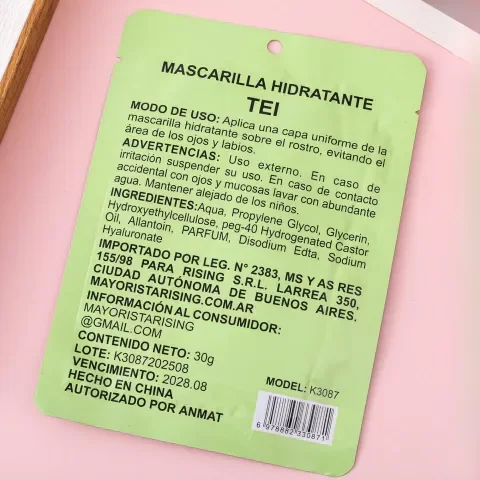 MASCARILLA HIDRATANTE
TEI
MODO DE USO: Aplica una capa uniforme de la
mascarilla hidratante sobre el rostro, evitando el
área de los ojos y labios.
ADVERTENCIAS: Uso externo. En caso de
irritación suspender su uso. En caso de contacto
accidental con ojos y mucosas lavar con abundante
agua. Mantener alejado de los niños.
INGREDIENTES:Aqua, Propylene Glycol, Glycerin,
Hydroxyethylcellulose, peg-40 Hydrogenated Castor
Oil, Allantoin, PARFUM, Disodium Edta, Sodium
Hyaluronate
IMPORTADO POR LEG. N° 2383, MS Y AS RES
155/98 PARA RISING S.R.L. LARREA 350,
CIUDAD AUTÓNOMA DE BUENOS AIRES.
MAYORISTARISING.COM.AR
INFORMACIÓN AL CONSUMIDOR:
MAYORISTARISING
@GMAIL.COM
CONTENIDO NETO: 30g
LOTE: K3087202508
VENCIMIENTO: 2028.08
HECHO EN CHINA
AUTORIZADO POR ANMAT
MODEL: K3087
6 978882 330871